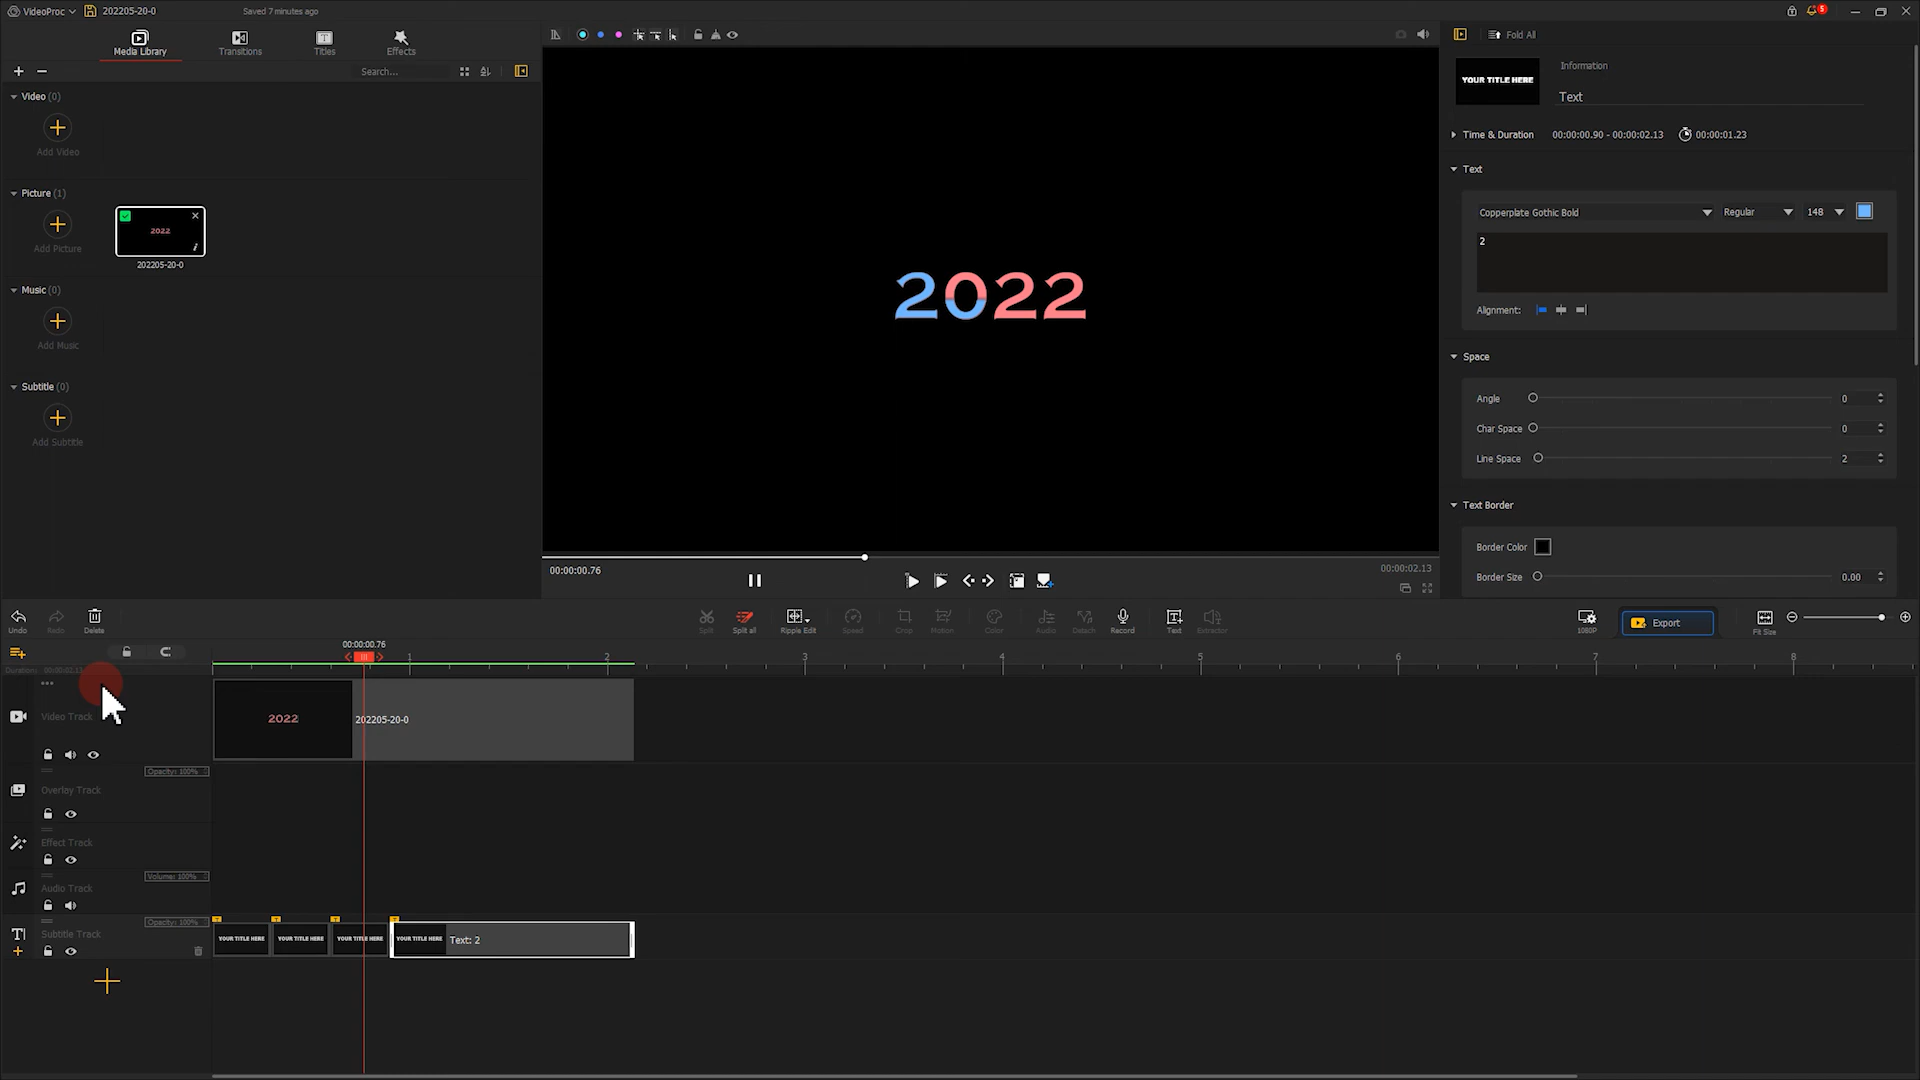 VideoProc
202205-20-0
Saved 7 minutes ago
5
Media Library
Transitions
Titles
Effects
Search...
Video (0)
Add Video
Picture (1)
Add Picture
2022
202205-20-0
Music (0)
Add Music
Subtitle (0)
Add Subtitle
2022
00:00:00.76
00:00:02.13
Fold All
YOUR TITLE HERE
Information
Text
Time & Duration
00:00:00.90 - 00:00:02.13
00:00:01.23
Text
Copperplate Gothic Bold
Regular
148
2
Alignment:
Space
Angle
0
Char Space
0
Line Space
2
Text Border
Border Color
Border Size
0.00
Undo
Redo
Delete
Split
Split all
Ripple Edit
Speed
Crop
Motion
Color
Audio
Detach
Record
Text
Extractor
1080P
Export
Fit Size
00:00:00.76
1
2
3
4
5
6
7
8
Video Track
2022
202205-20-0
Opacity: 100%
Overlay Track
Effect Track
Volume: 100%
Audio Track
Opacity: 100%
Subtitle Track
YOUR TITLE HERE
YOUR TITLE HERE
YOUR TITLE HERE
YOUR TITLE HERE
Text: 2